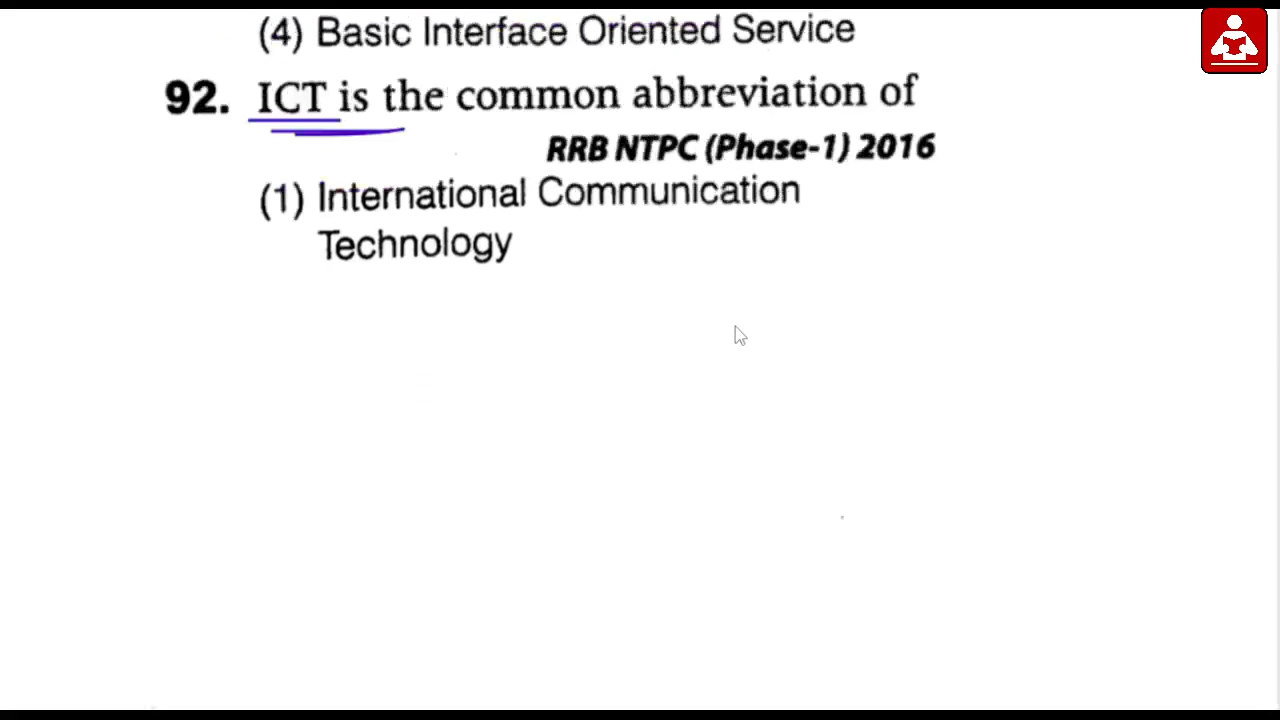 (4) Basic Interface Oriented Service
92. ICT is the common abbreviation of
RRB NTPC (Phase-1) 2016
(1) International Communication
Technology